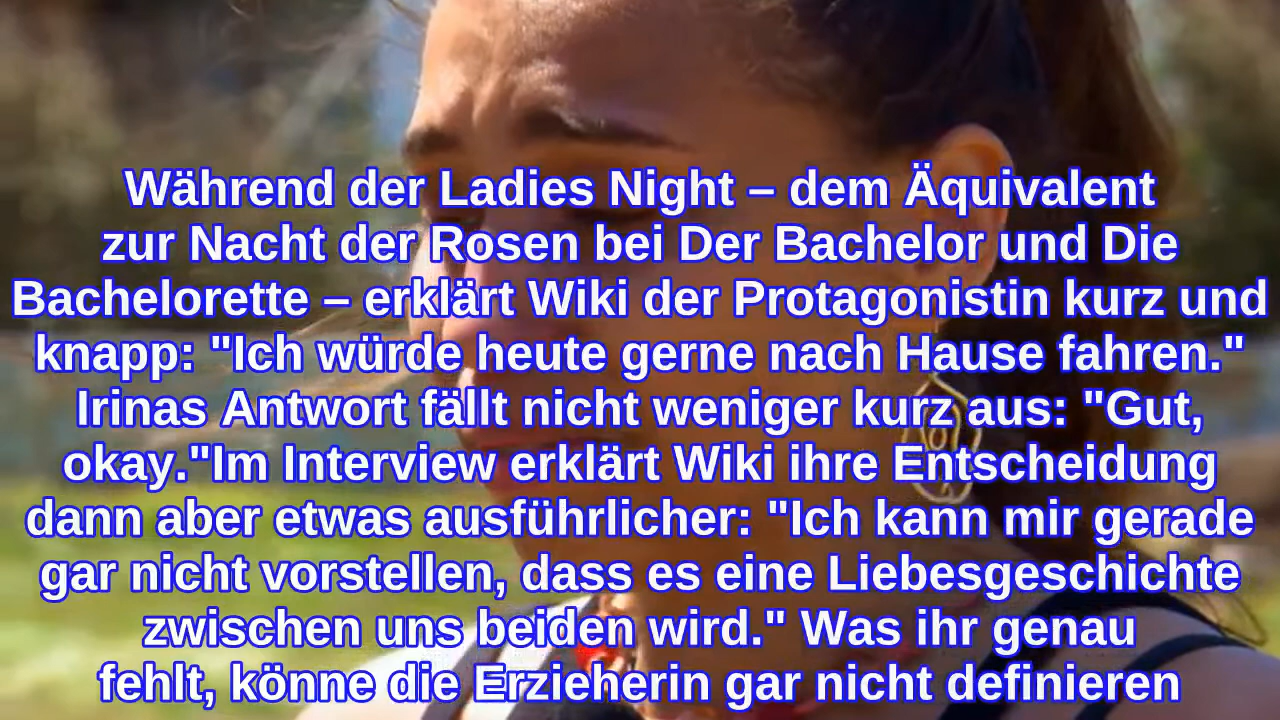 Während der Ladies Night – dem Äquivalent
zur Nacht der Rosen bei Der Bachelor und Die
Bachelorette – erklärt Wiki der Protagonistin kurz und
knapp: "Ich würde heute gerne nach Hause fahren."
Irinas Antwort fällt nicht weniger kurz aus: "Gut,
okay."Im Interview erklärt Wiki ihre Entscheidung
dann aber etwas ausführlicher: "Ich kann mir gerade
gar nicht vorstellen, dass es eine Liebesgeschichte
zwischen uns beiden wird." Was ihr genau
fehlt, könne die Erzieherin gar nicht definieren